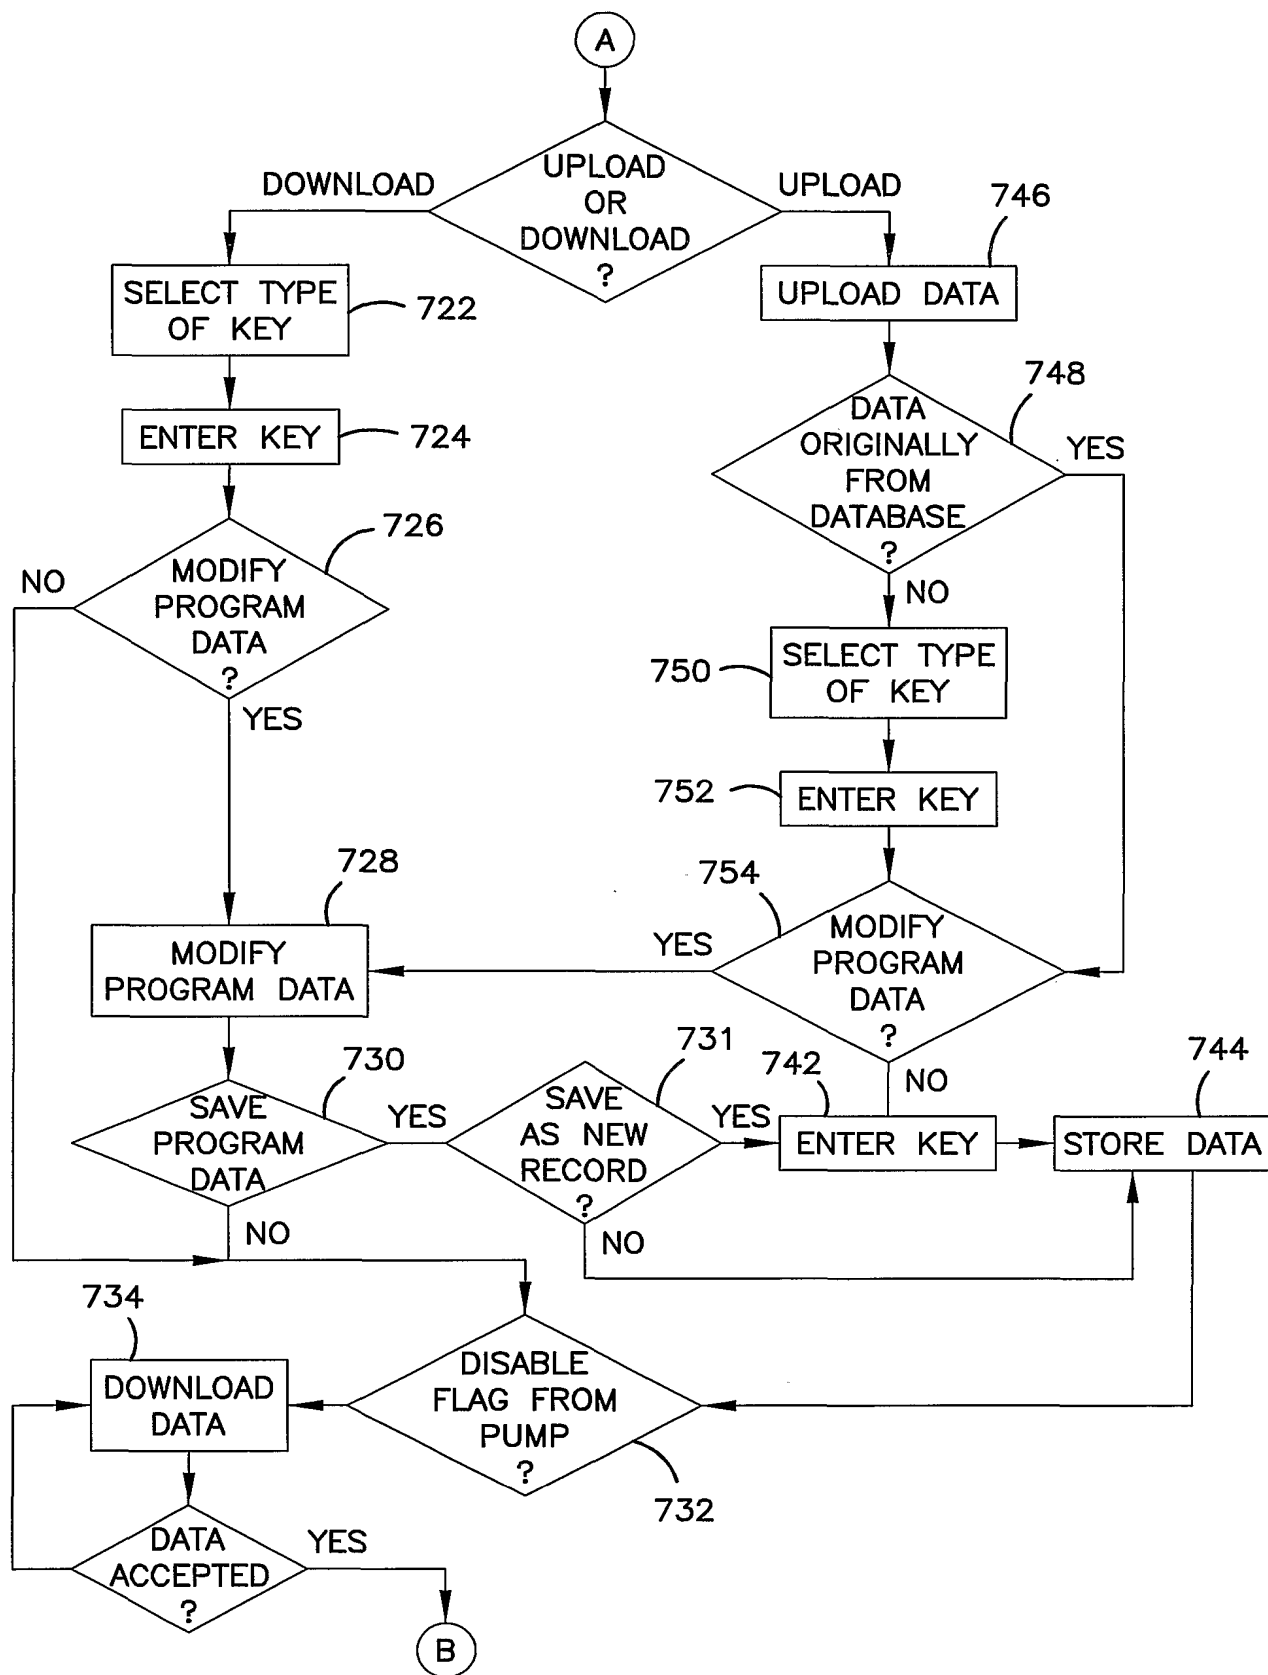 A
UPLOAD
OR
DOWNLOAD
?
DOWNLOAD
UPLOAD
SELECT TYPE
OF KEY
722
746
UPLOAD DATA
ENTER KEY
724
748
DATA
ORIGINALLY
FROM
DATABASE
?
YES
NO
726
MODIFY
PROGRAM
DATA
?
NO
YES
750
SELECT TYPE
OF KEY
752
ENTER KEY
754
MODIFY
PROGRAM
DATA
?
YES
NO
728
MODIFY
PROGRAM DATA
730
SAVE
PROGRAM
DATA
YES
NO
731
SAVE
AS NEW
RECORD
?
YES
NO
742
ENTER KEY
744
STORE DATA
734
DOWNLOAD
DATA
DISABLE
FLAG FROM
PUMP
?
732
DATA
ACCEPTED
?
YES
B